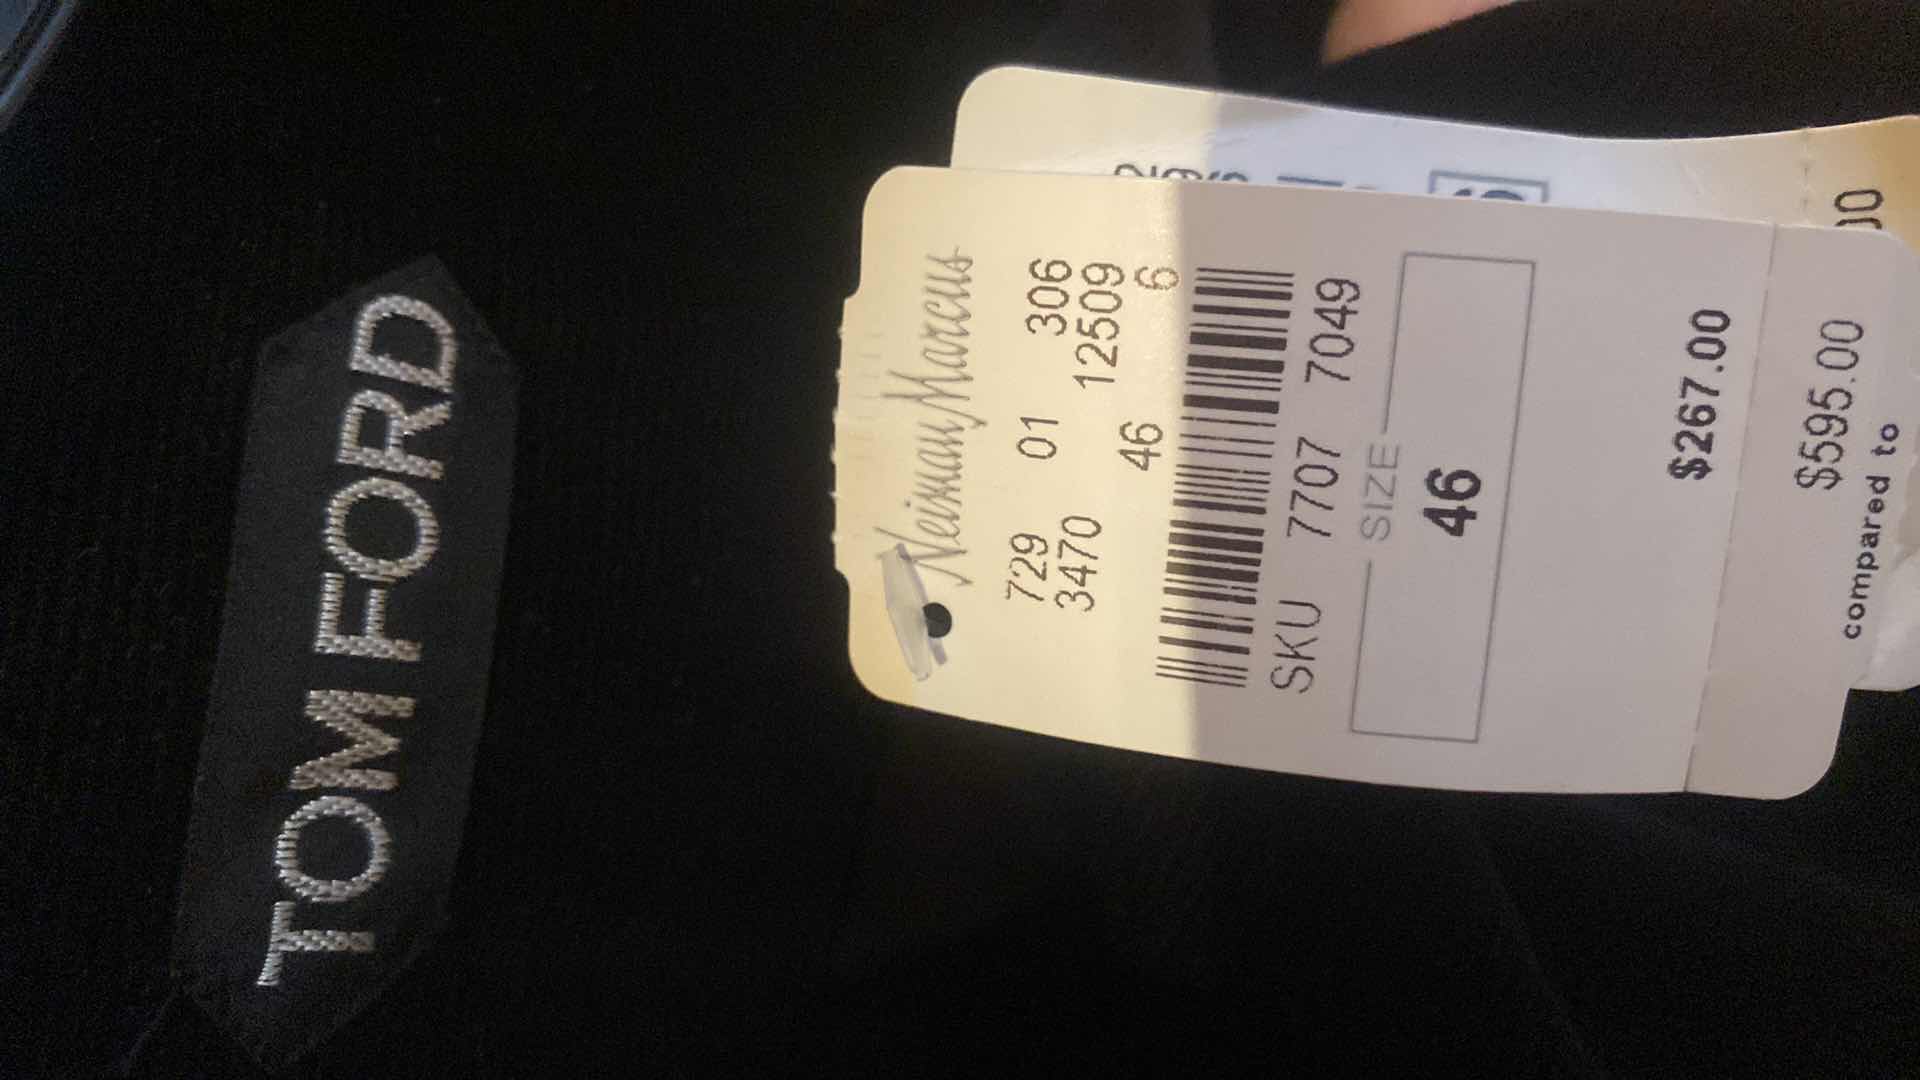 TOM FORD
Neiman Marcus
729 01 306
3470 12509
46 6
SKU 7707 7049
SIZE
46
$267.00
$595.00
compared to